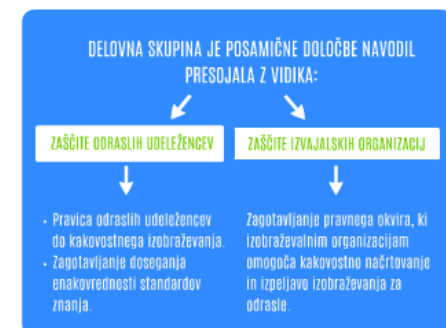 DELOVNA SKUPINA JE POSAMIČNE DOLOČBE NAVODIL
PRESOJALA Z VIDIKA:
ZAŠČITE ODRASLIH UDELEŽENCEV
ZAŠČITE IZVAJALSKIH ORGANIZACIJ
• Pravica odraslih udeležencev
do kakovostnega izobraževanja.
• Zagotavljanje doseganja
enakovrednosti standardov
znanja.
Zagotavljanje pravnega okvira, ki
izobraževalnim organizacijam
omogoča kakovostno načrtovanje
in izpeljavo izobraževanja za
odrasle.